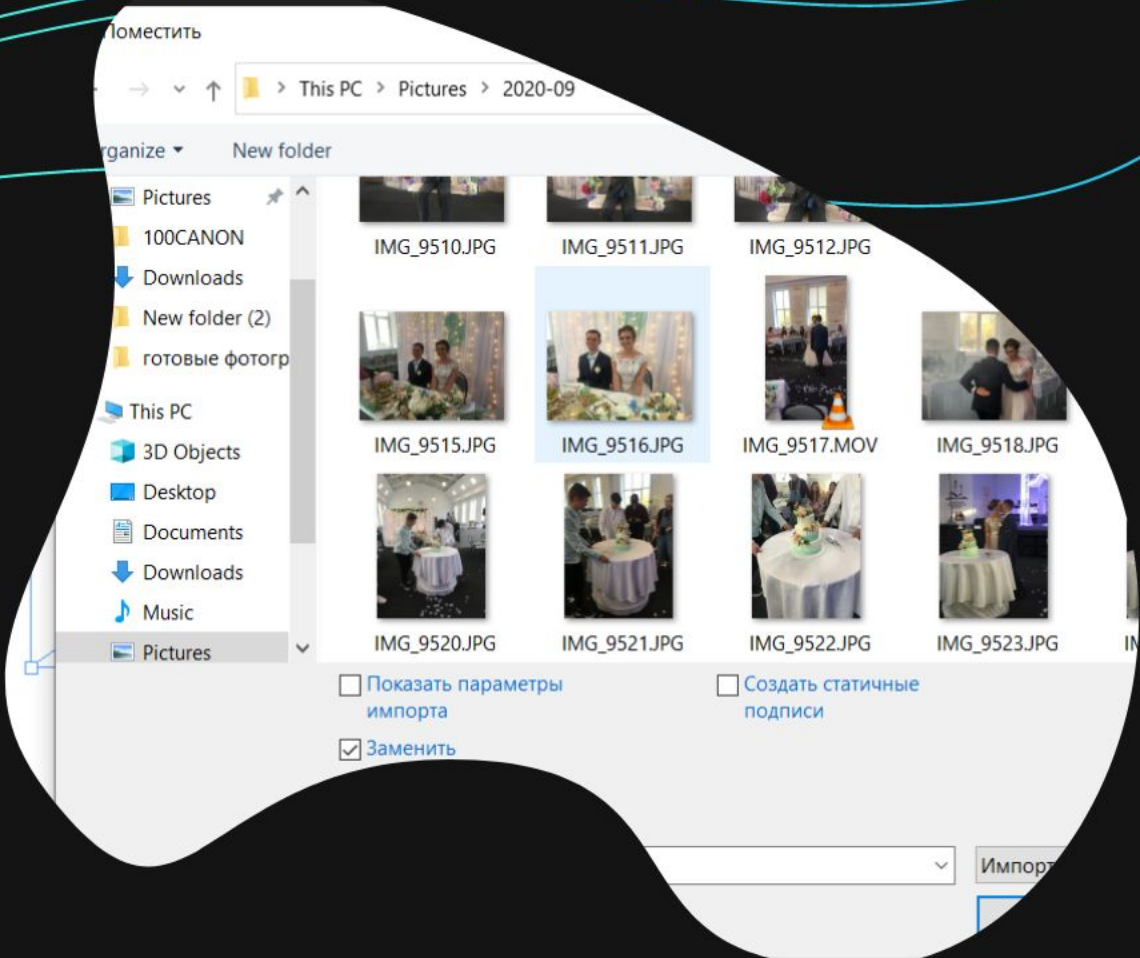 Поместить
This PC > Pictures > 2020-09
rganize New folder
Pictures
100CANON
Downloads
New folder (2)
готовые фотогр
This PC
3D Objects
Desktop
Documents
Downloads
Music
Pictures
IMG_9510.JPG IMG_9511.JPG IMG_9512.JPG
IMG_9515.JPG IMG_9516.JPG IMG_9517.MOV IMG_9518.JPG
IMG_9520.JPG IMG_9521.JPG IMG_9522.JPG IMG_9523.JPG
Показать параметры
импорта
Создать статичные
подписи
Заменить
Импорт